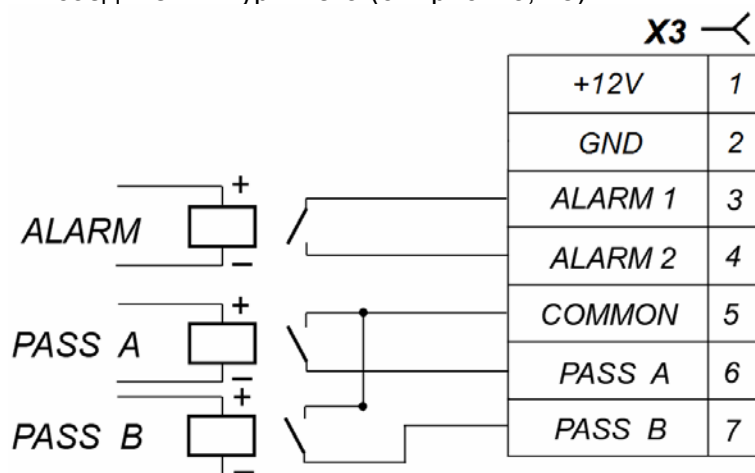 X3
+12V 1
GND 2
ALARM 1 3
ALARM 2 4
COMMON 5
PASS A 6
PASS B 7
+
ALARM
−
+
PASS A
−
+
PASS B
−